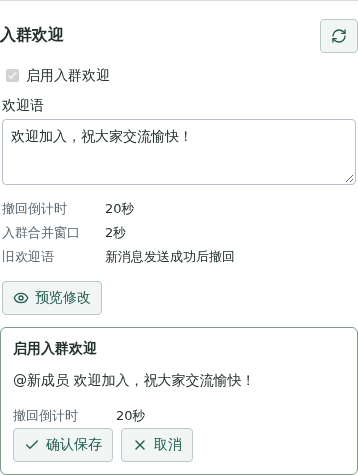 入群欢迎
启用入群欢迎
欢迎语
欢迎加入，祝大家交流愉快！
撤回倒计时 20秒
入群合并窗口 2秒
旧欢迎语 新消息发送成功后撤回
预览修改
启用入群欢迎
@新成员 欢迎加入，祝大家交流愉快！
撤回倒计时 20秒
确认保存 取消